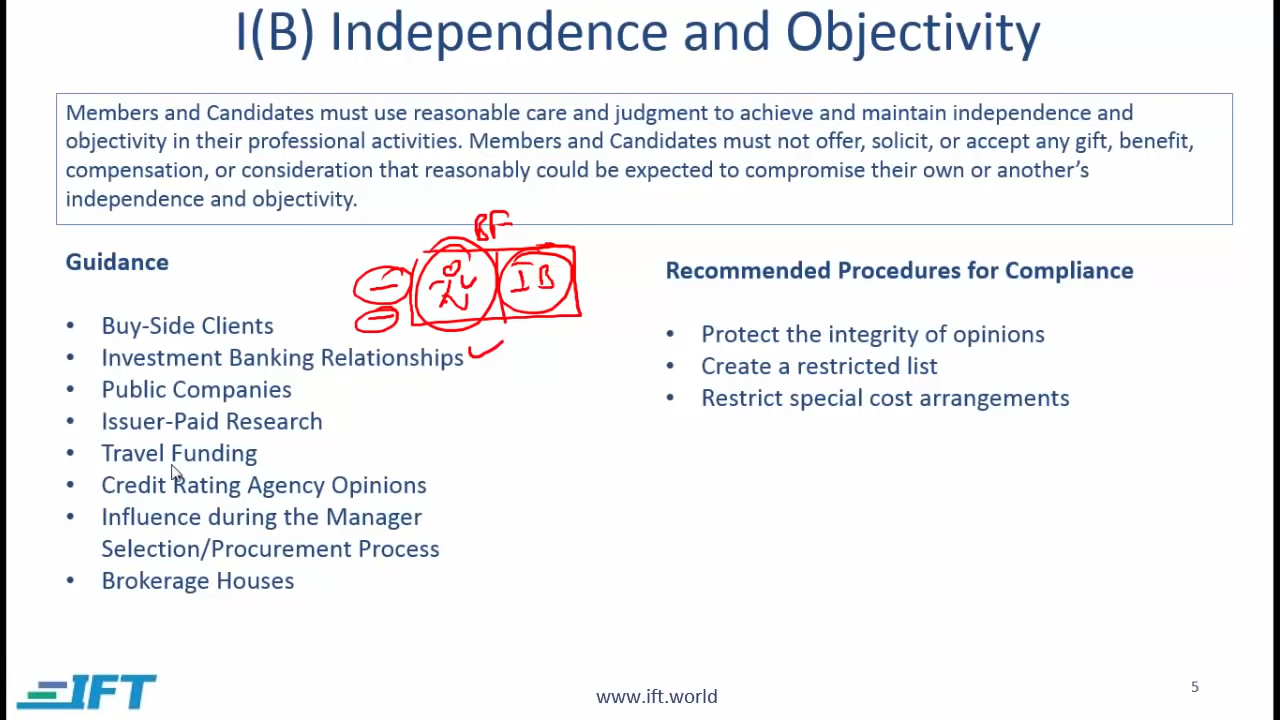 I(B) Independence and Objectivity
Members and Candidates must use reasonable care and judgment to achieve and maintain independence and
objectivity in their professional activities. Members and Candidates must not offer, solicit, or accept any gift, benefit,
compensation, or consideration that reasonably could be expected to compromise their own or another's
independence and objectivity.
BF
IB
Guidance
• Buy-Side Clients
• Investment Banking Relationships
• Public Companies
• Issuer-Paid Research
• Travel Funding
• Credit Rating Agency Opinions
• Influence during the Manager
Selection/Procurement Process
• Brokerage Houses
Recommended Procedures for Compliance
• Protect the integrity of opinions
• Create a restricted list
• Restrict special cost arrangements
IFT
www.ift.world
5